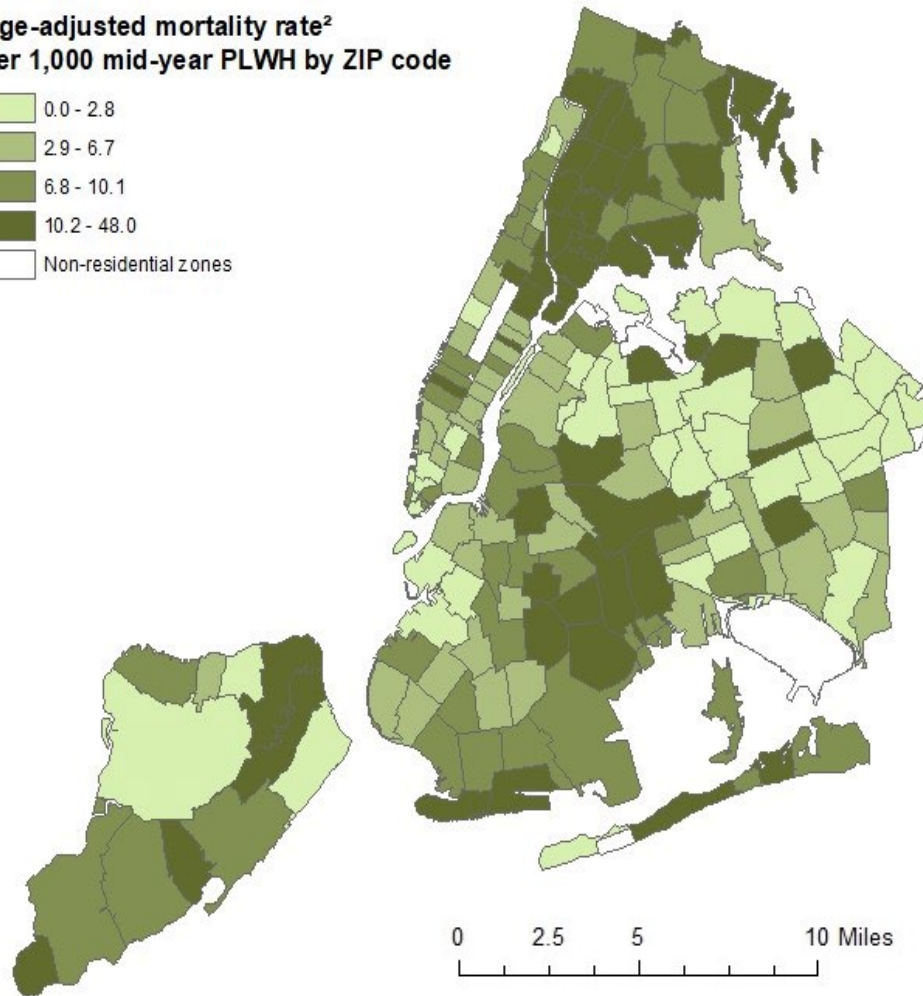 ge-adjusted mortality rate²
er 1,000 mid-year PLWH by ZIP code
0.0 - 2.8
2.9 - 6.7
6.8 - 10.1
10.2 - 48.0
Non-residential zones
0 2.5 5 10 Miles